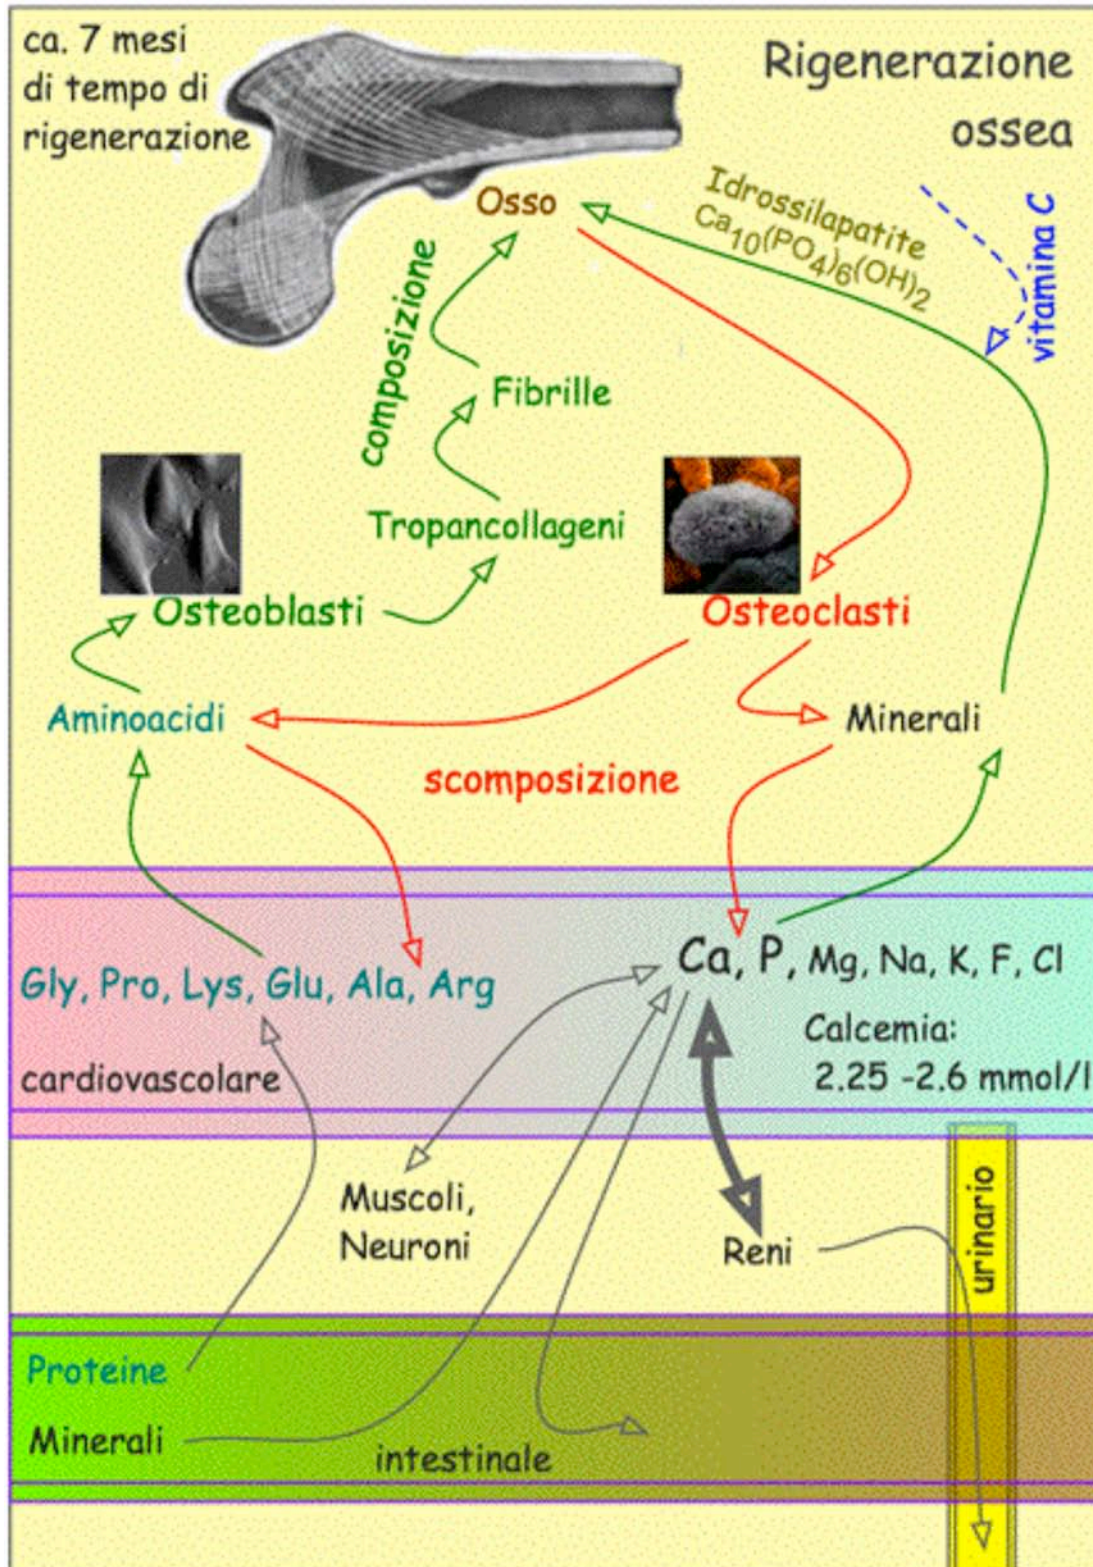 ca. 7 mesi
di tempo di
rigenerazione
Rigenerazione
ossea
Osso
Idrossilapatite
Ca10(PO4)6(OH)2
vitamina C
composizione
Fibrille
Tropancollageni
Osteoblasti
Osteoclasti
Aminoacidi
Minerali
scomposizione
Gly, Pro, Lys, Glu, Ala, Arg
Ca, P, Mg, Na, K, F, Cl
Calcemia:
2.25 -2.6 mmol/l
cardiovascolare
Muscoli,
Neuroni
Reni
urinario
Proteine
Minerali
intestinale